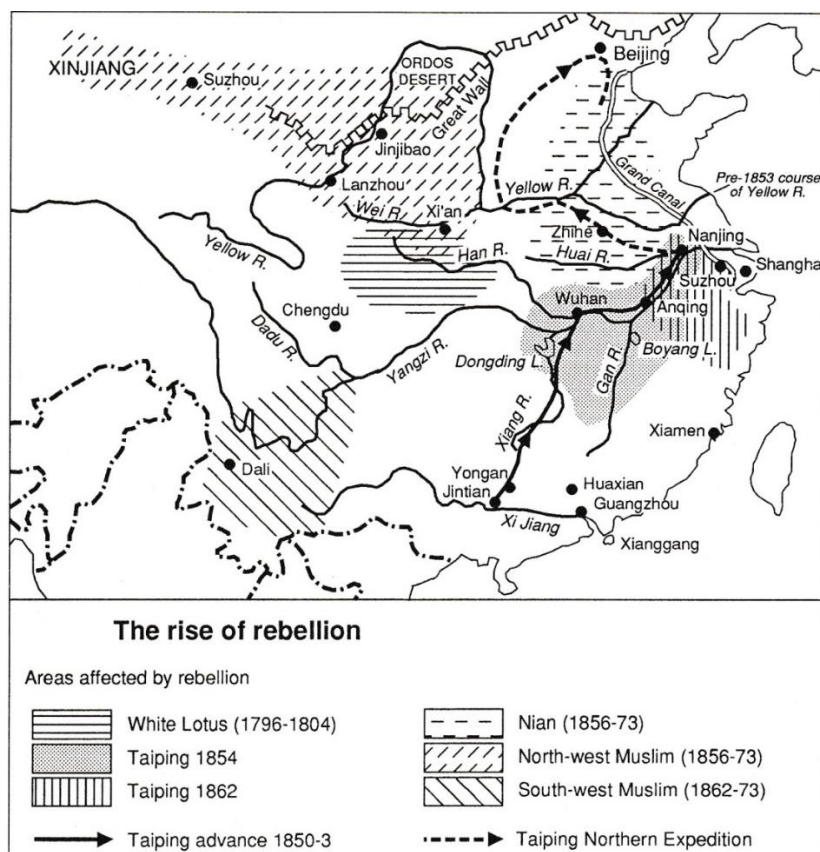 Beijing
XINJIANG
Suzhou
ORDOS
DESERT
Great Wall
Jinjibao
Lanzhou
Grand Canal
Pre-1853 course
of Yellow R.
Yellow R.
Wei R.
Xi'an
Zhihe
Nanjing
Yellow R.
Han R.
Huai R.
Suzhou
Shangha
Chengdu
Wuhan
Anqing
Dadu R.
Yangzi R.
Dongding L.
Gan R.
Boyang L.
Xiang R.
Xiamen
Dali
Yongan
Jintian
Huaxian
Guangzhou
Xi Jiang
Xianggang
The rise of rebellion
Areas affected by rebellion
White Lotus (1796-1804)
Taiping 1854
Taiping 1862
Taiping advance 1850-3
Nian (1856-73)
North-west Muslim (1856-73)
South-west Muslim (1862-73)
Taiping Northern Expedition